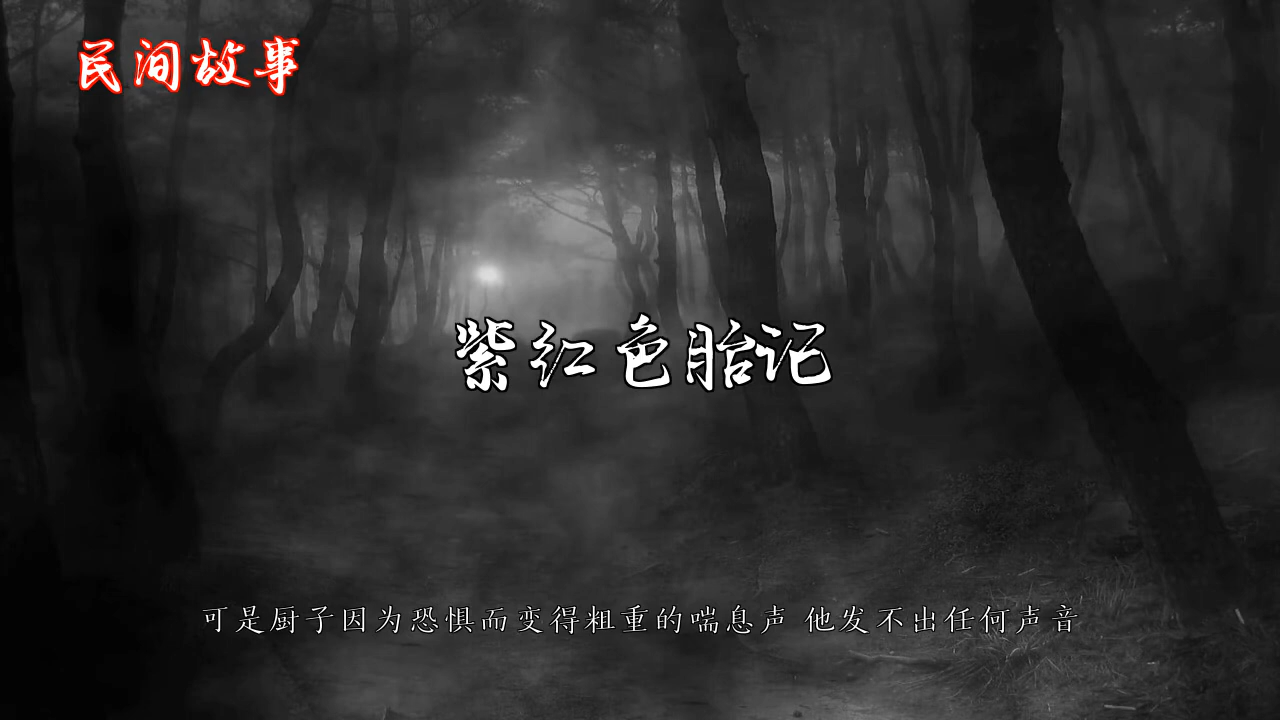 民间故事
紫红色胎记
可是厨子因为恐惧而变得粗重的喘息声 他发不出任何声音